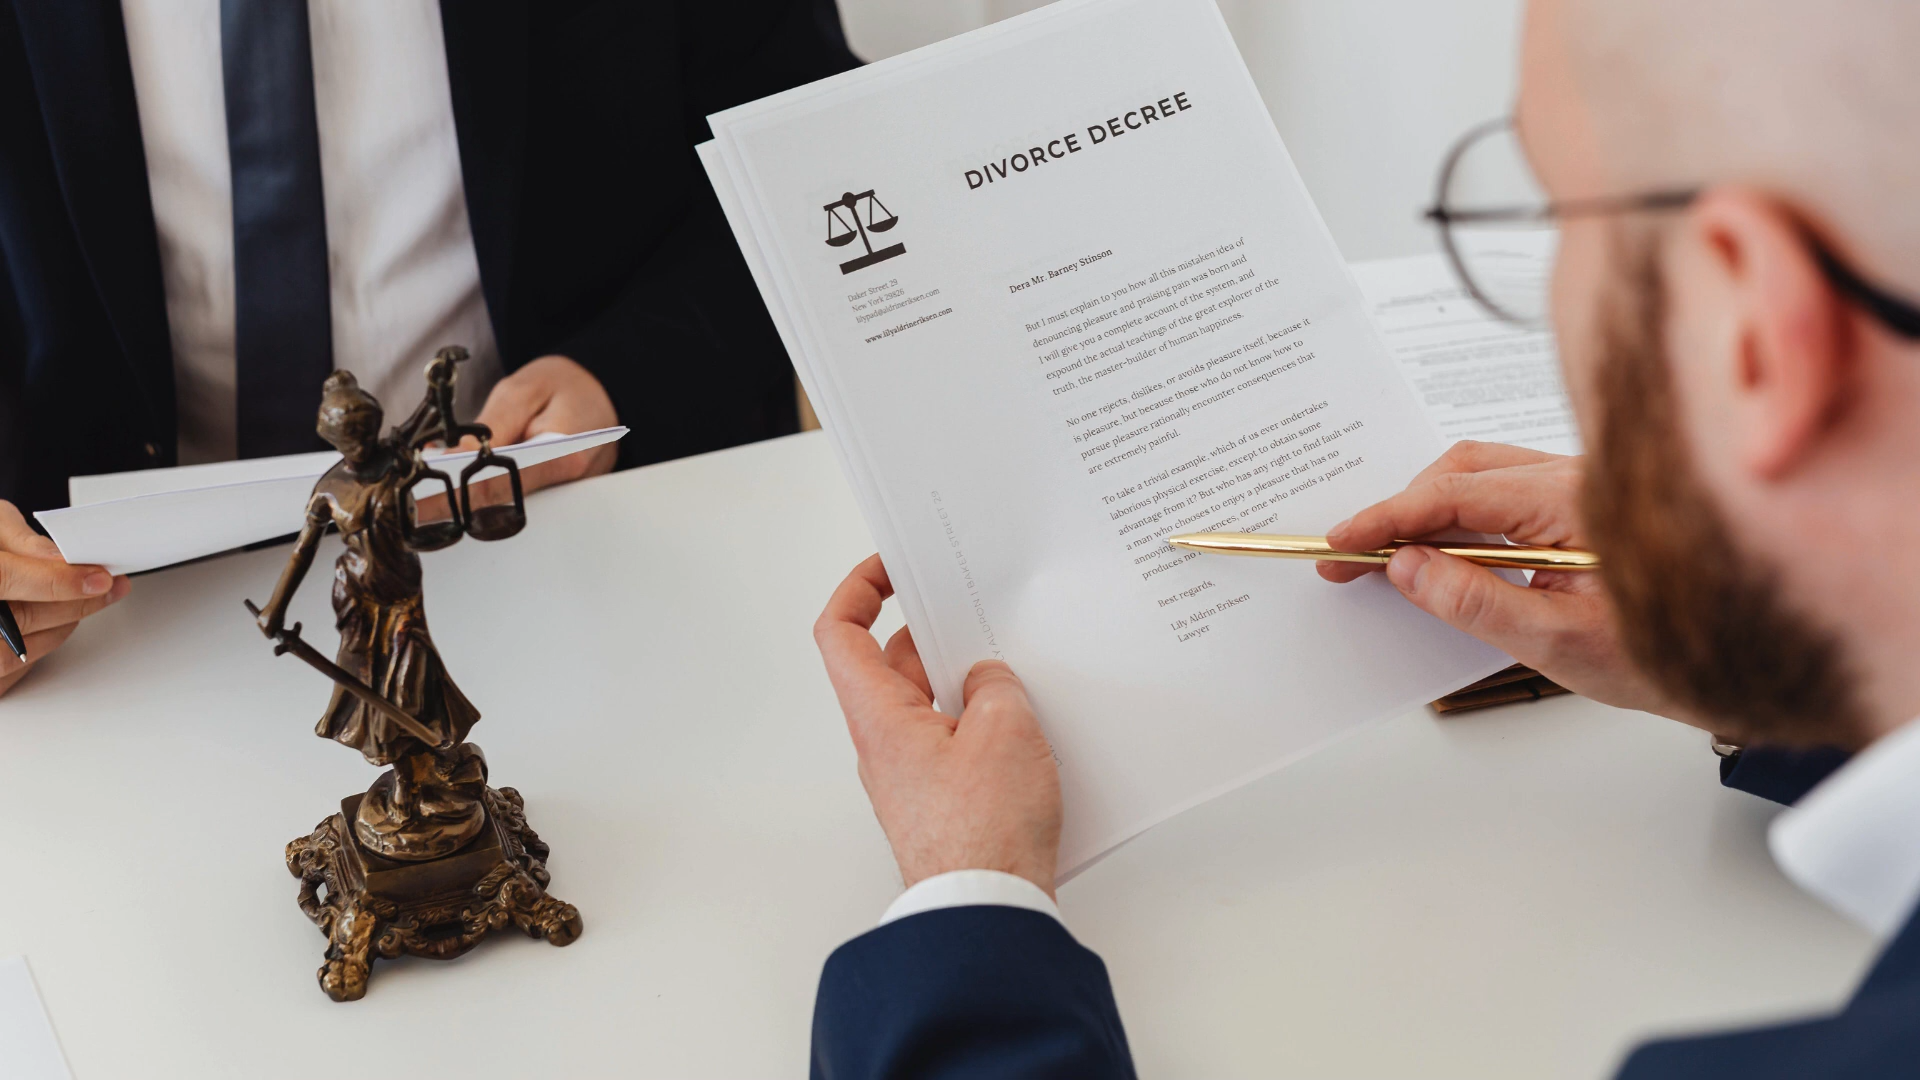 DIVORCE DECREE
Daker Street 29
New York 29826
lilypad@aldrineriksen.com
www.lilyaldrineriksen.com
Dera Mr. Barney Stinson
But I must explain to you how all this mistaken idea of
denouncing pleasure and praising pain was born and
I will give you a complete account of the system, and
expound the actual teachings of the great explorer of the
truth, the master-builder of human happiness.
No one rejects, dislikes, or avoids pleasure itself, because it
is pleasure, but because those who do not know how to
pursue pleasure rationally encounter consequences that
are extremely painful.
To take a trivial example, which of us ever undertakes
laborious physical exercise, except to obtain some
advantage from it? But who has any right to find fault with
a man who chooses to enjoy a pleasure that has no
annoying quences, or one who avoids a pain that
produces no leasure?
Best regards,
Lily Aldrin Eriksen
Lawyer
Y ALDRON I BAKER STREET 29